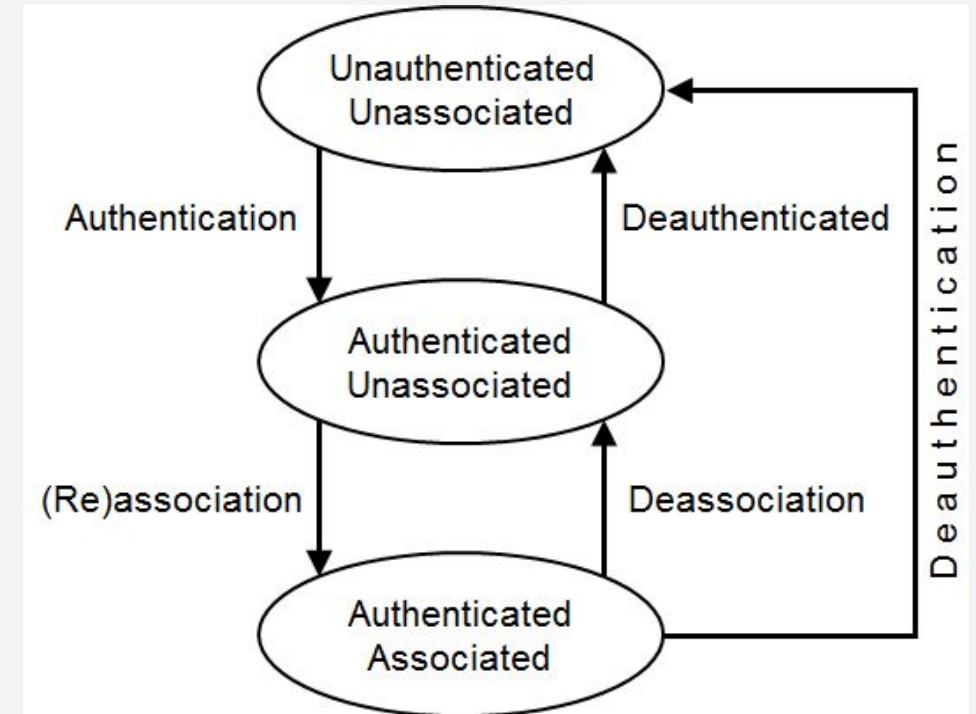 Unauthenticated
Unassociated
Authentication
Deauthenticated
Authenticated
Unassociated
(Re)association
Deassociation
Authenticated
Associated
Deauthentication